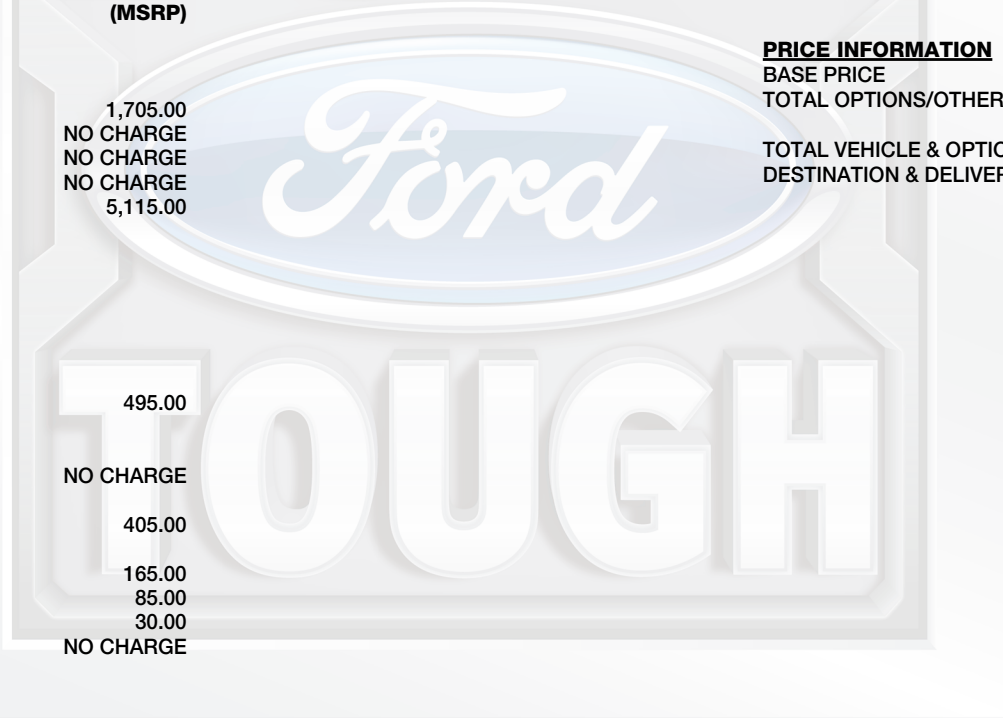 (MSRP)
1,705.00
NO CHARGE
NO CHARGE
NO CHARGE
5,115.00
495.00
NO CHARGE
405.00
165.00
85.00
30.00
NO CHARGE
PRICE INFORMATION
BASE PRICE
TOTAL OPTIONS/OTHER
TOTAL VEHICLE & OPTIO
DESTINATION & DELIVER
Ford
TOUGH